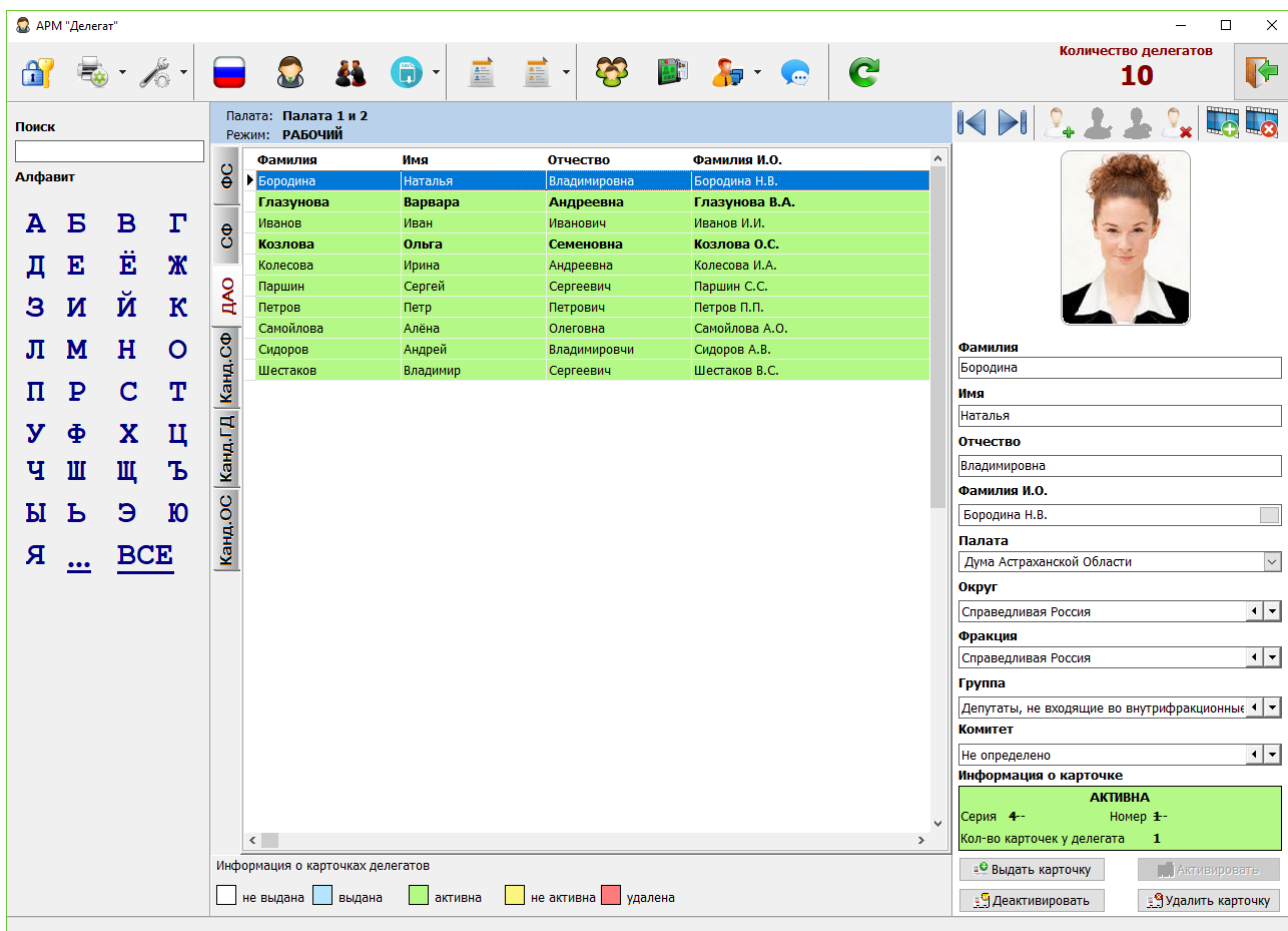 АРМ "Делегат"
Количество делегатов
10
Поиск
Алфавит
А Б В Г
Д Е Ё Ж
З И Й К
Л М Н О
П Р С Т
У Ф Х Ц
Ч Ш Щ Ъ
Ы Ь Э Ю
Я ... ВСЕ
Палата: Палата 1 и 2
Режим: РАБОЧИЙ
ФС
СФ
ДАО
Канд.СФ
Канд.ГД
Канд.ОС
Фамилия Имя Отчество Фамилия И.О.
Бородина Наталья Владимировна Бородина Н.В.
Глазунова Варвара Андреевна Глазунова В.А.
Иванов Иван Иванович Иванов И.И.
Козлова Ольга Семеновна Козлова О.С.
Колесова Ирина Андреевна Колесова И.А.
Паршин Сергей Сергеевич Паршин С.С.
Петров Петр Петрович Петров П.П.
Самойлова Алёна Олеговна Самойлова А.О.
Сидоров Андрей Владимировчи Сидоров А.В.
Шестаков Владимир Сергеевич Шестаков В.С.
Информация о карточках делегатов
не выдана выдана активна не активна удалена
Фамилия
Бородина
Имя
Наталья
Отчество
Владимировна
Фамилия И.О.
Бородина Н.В.
Палата
Дума Астраханской Области
Округ
Справедливая Россия
Фракция
Справедливая Россия
Группа
Депутаты, не входящие во внутрифракционные
Комитет
Не определено
Информация о карточке
АКТИВНА
Серия 4-- Номер 1--
Кол-во карточек у делегата 1
Выдать карточку Активировать
Деактивировать Удалить карточку